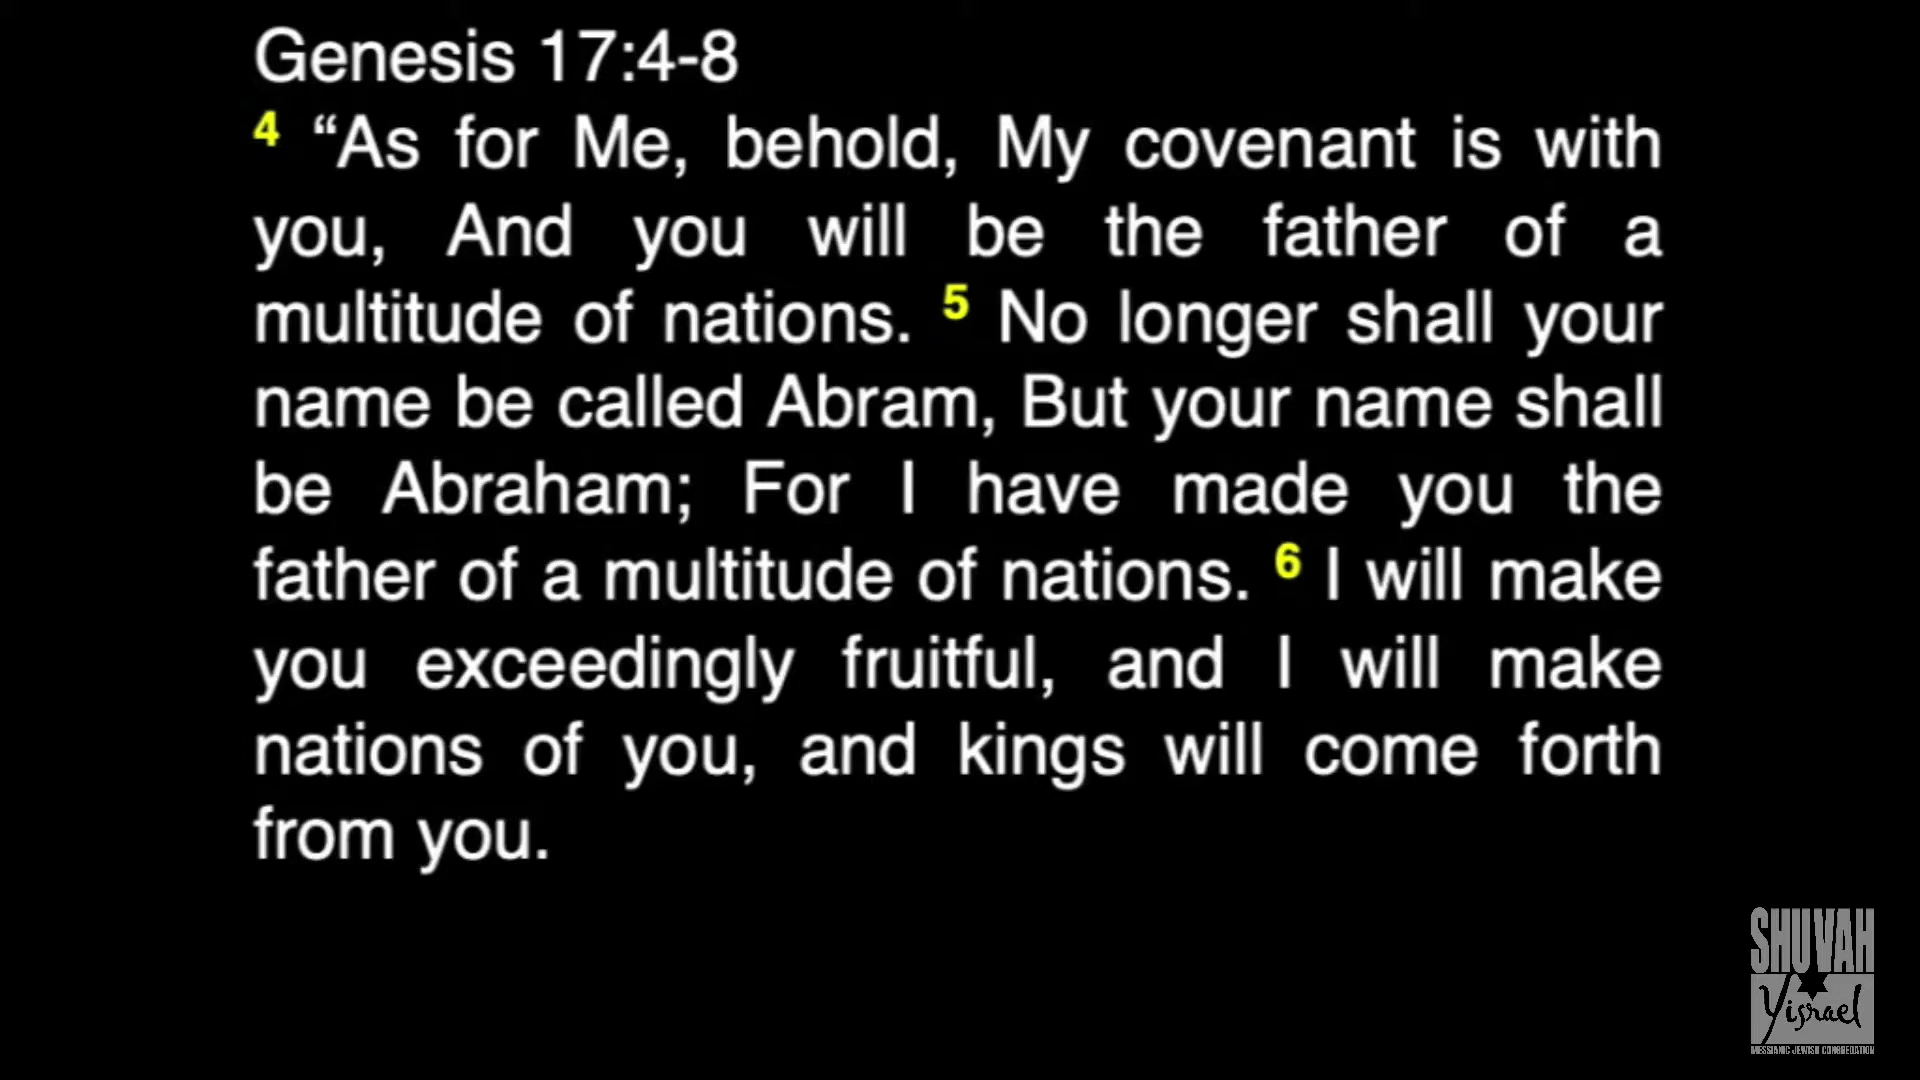 Genesis 17:4-8
4 “As for Me, behold, My covenant is with
you, And you will be the father of a
multitude of nations. 5 No longer shall your
name be called Abram, But your name shall
be Abraham; For I have made you the
father of a multitude of nations. 6 I will make
you exceedingly fruitful, and I will make
nations of you, and kings will come forth
from you.
SHUVAH
Yisrael
MESSIANIC JEWISH CONGREGATION